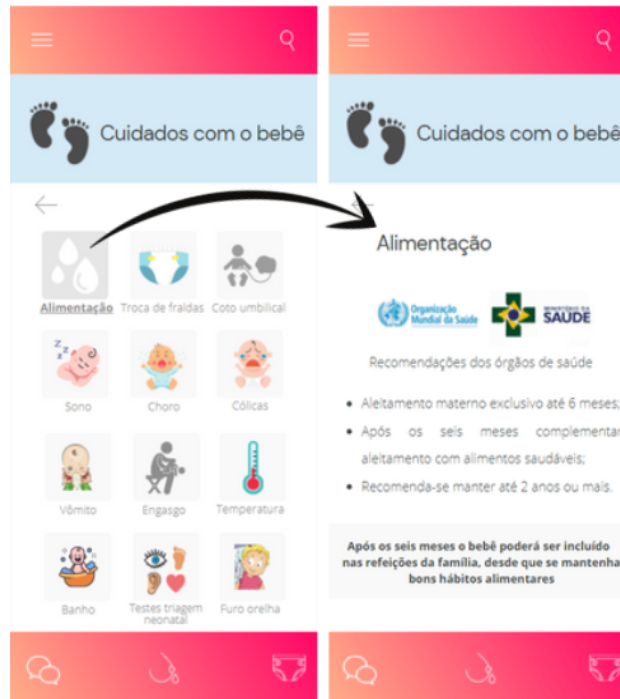 Cuidados com o bebê
Alimentação Troca de fraldas Coto umbilical
Sono Choro Cólicas
Vômito Engasgo Temperatura
Banho Testes triagem neonatal Furo orelha
Cuidados com o bebê
Alimentação
Organização
Mundial da Saúde
MINISTÉRIO DA
SAÚDE
Recomendações dos órgãos de saúde
Aleitamento materno exclusivo até 6 meses;
Após os seis meses complementar
aleitamento com alimentos saudáveis;
Recomenda-se manter até 2 anos ou mais.
Após os seis meses o bebê poderá ser incluído
nas refeições da família, desde que se mantenha
bons hábitos alimentares